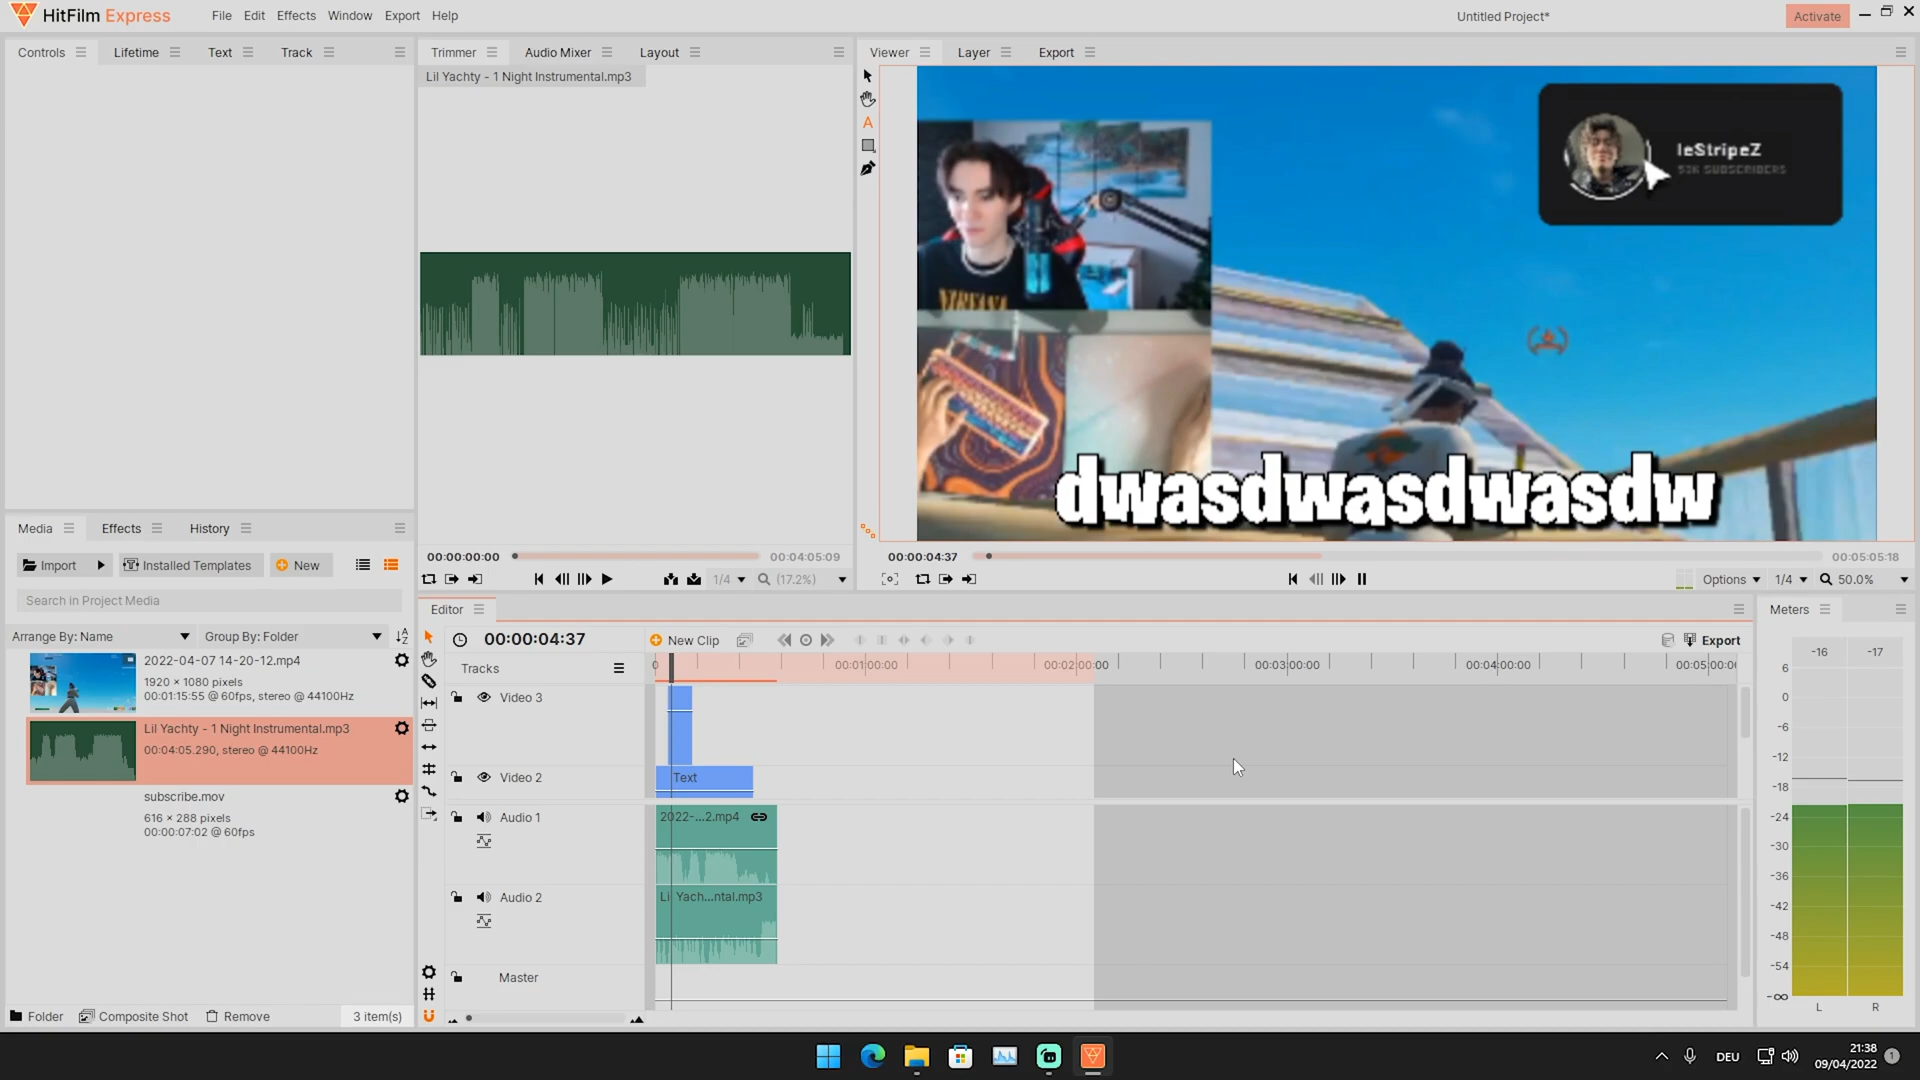 HitFilm Express
File Edit Effects Window Export Help
Untitled Project*
Activate
Controls Lifetime Text Track
Trimmer Audio Mixer Layout
Viewer Layer Export
Lil Yachty - 1 Night Instrumental.mp3
leStripeZ
53K SUBSCRIBERS
dwasdwasdwasdw
00:00:00:00
00:04:05:09
00:00:04:37
00:05:05:18
1/4
(17.2%)
Options
1/4
50.0%
Media Effects History
Import
Installed Templates
New
Search in Project Media
Arrange By: Name
Group By: Folder
2022-04-07 14-20-12.mp4
1920 × 1080 pixels
00:01:15:55 @ 60fps, stereo @ 44100Hz
Lil Yachty - 1 Night Instrumental.mp3
00:04:05.290, stereo @ 44100Hz
subscribe.mov
616 × 288 pixels
00:00:07:02 @ 60fps
Folder
Composite Shot
Remove
3 item(s)
Editor
00:00:04:37
New Clip
Export
Tracks
0
00:01:00:00
00:02:00:00
00:03:00:00
00:04:00:00
00:05:00:0
Video 3
Video 2
Text
Audio 1
2022-...2.mp4
Audio 2
Lil Yach...ntal.mp3
Master
Meters
-16 -17
6
0
-6
-12
-18
-24
-30
-36
-42
-48
-54
-∞
L R
DEU
21:38
09/04/2022
1